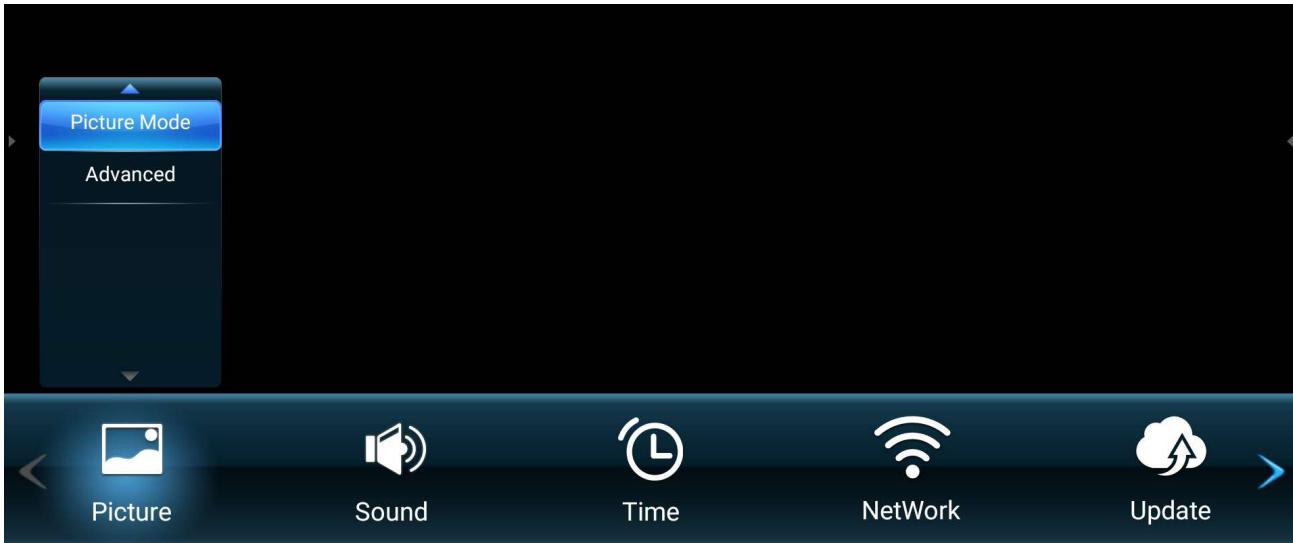 Picture Mode
Advanced
Picture
Sound
Time
NetWork
Update